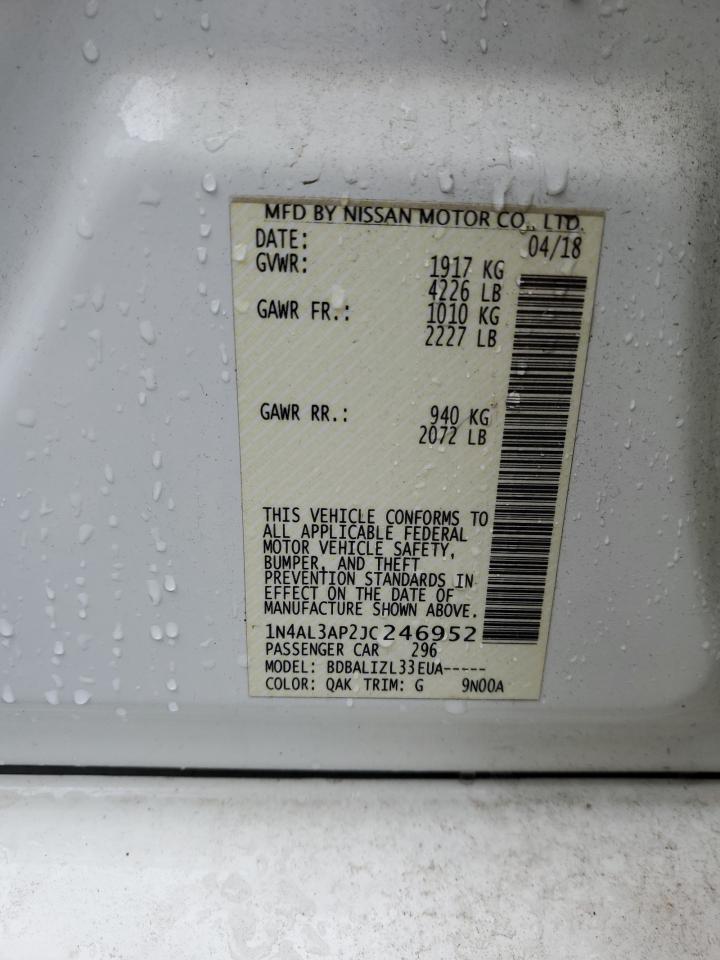 MFD BY NISSAN MOTOR CO., LTD.
DATE: 04/18
GVWR: 1917 KG
4226 LB
GAWR FR.: 1010 KG
2227 LB
GAWR RR.: 940 KG
2072 LB
THIS VEHICLE CONFORMS TO
ALL APPLICABLE FEDERAL
MOTOR VEHICLE SAFETY,
BUMPER, AND THEFT
PREVENTION STANDARDS IN
EFFECT ON THE DATE OF
MANUFACTURE SHOWN ABOVE.
1N4AL3AP2JC246952
PASSENGER CAR 296
MODEL: BDBALIZL33EUA-----
COLOR: QAK TRIM: G 9N00A